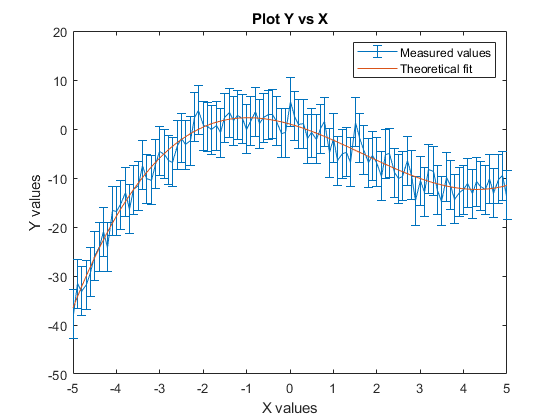 Plot Y vs X
Measured values
Theoretical fit
20
10
0
-10
-20
-30
-40
-50
Y values
-5 -4 -3 -2 -1 0 1 2 3 4 5
X values